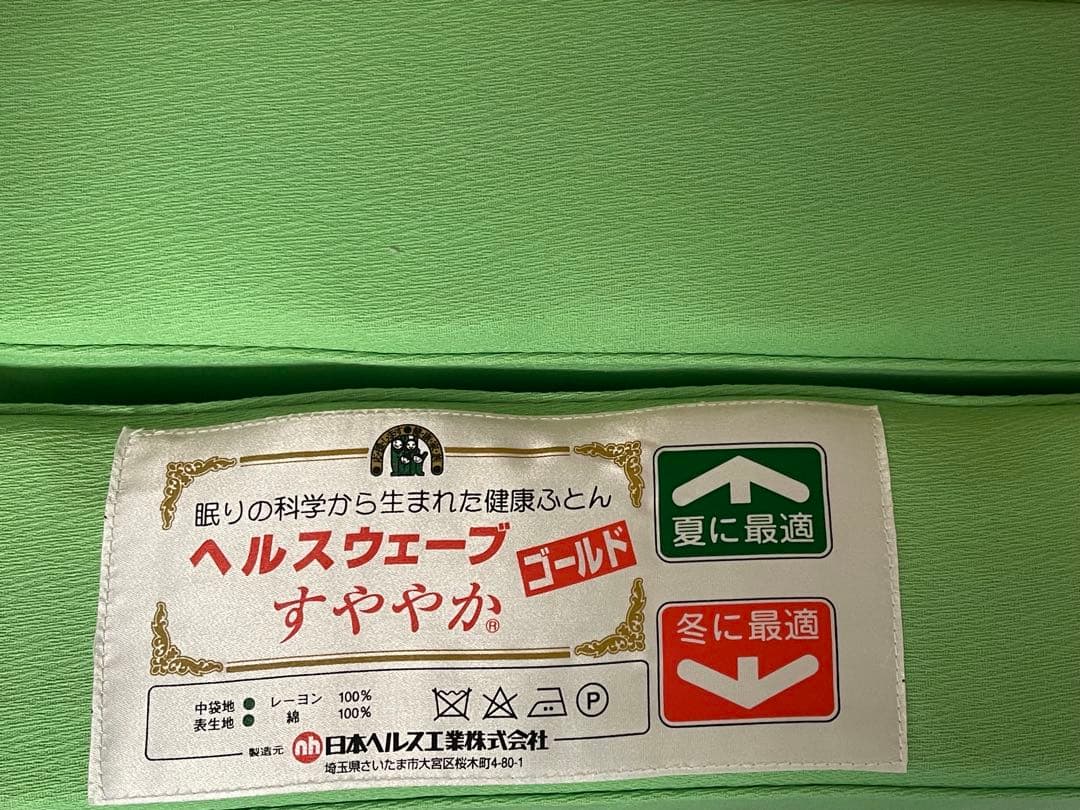 眠りの科学から生まれた健康ふとん
ヘルスウェーブ
ゴールド
すややか®
夏に最適
冬に最適
中袋地 ● レーヨン 100%
表生地 ● 綿 100%
P
製造元 nh 日本ヘルス工業株式会社
埼玉県さいたま市大宮区桜木町4-80-1